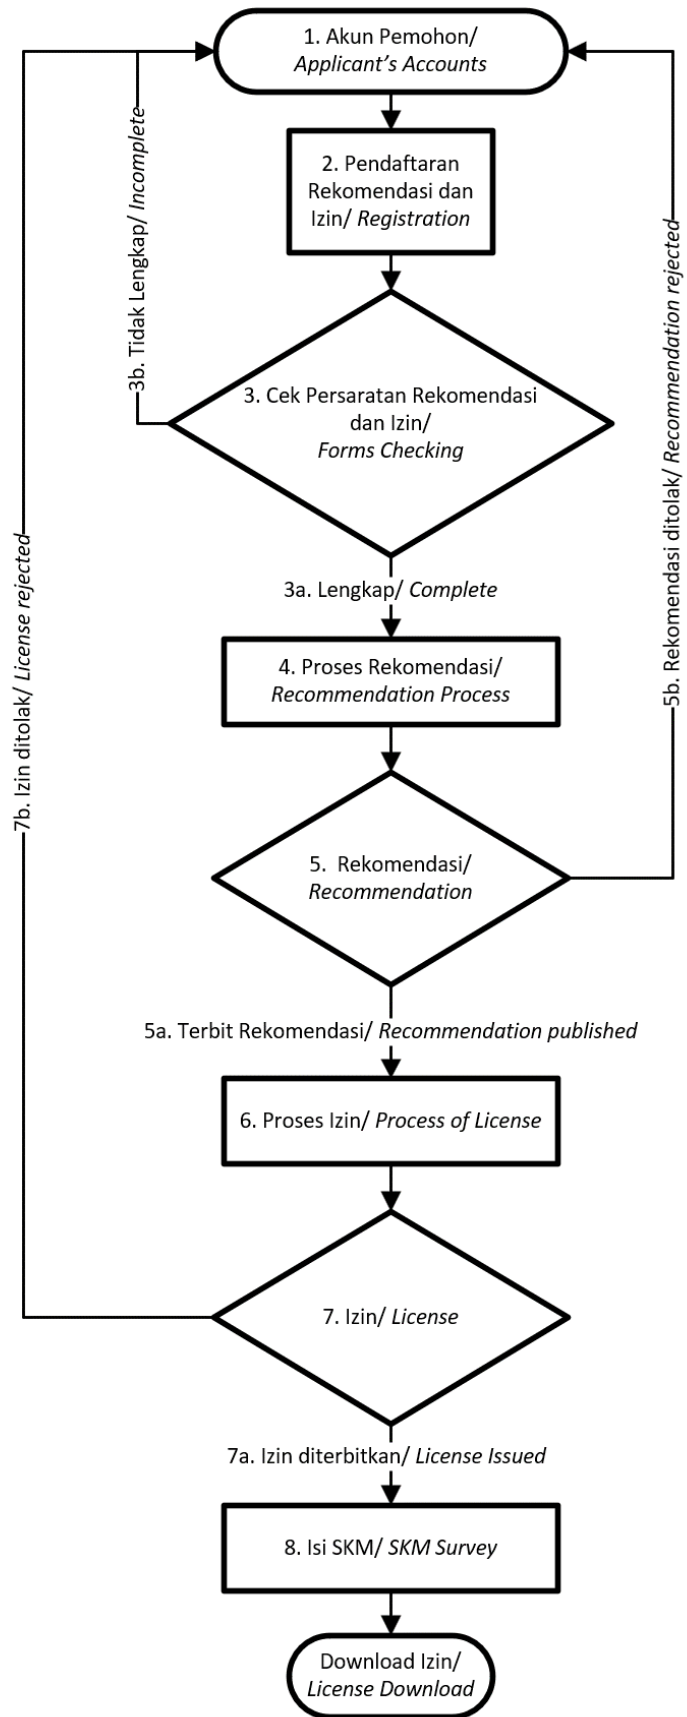 1. Akun Pemohon/
Applicant's Accounts
2. Pendaftaran
Rekomendasi dan
Izin/ Registration
3b. Tidak Lengkap/ Incomplete
3. Cek Persaratan Rekomendasi
dan Izin/
Forms Checking
3a. Lengkap/ Complete
4. Proses Rekomendasi/
Recommendation Process
5. Rekomendasi/
Recommendation
5b. Rekomendasi ditolak/ Recommendation rejected
5a. Terbit Rekomendasi/ Recommendation published
6. Proses Izin/ Process of License
7. Izin/ License
7b. Izin ditolak/ License rejected
7a. Izin diterbitkan/ License Issued
8. Isi SKM/ SKM Survey
Download Izin/
License Download